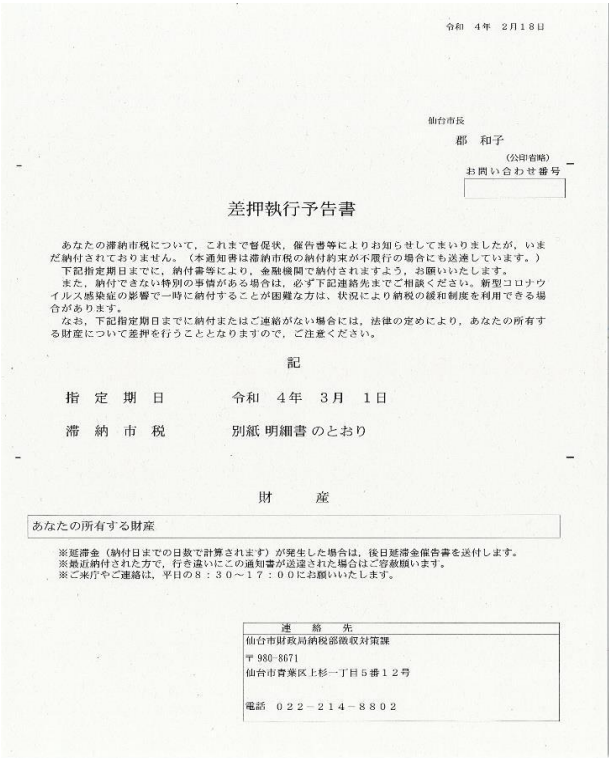 令和　4年　2月18日
仙台市長
郡　和子
（公印省略）
お問い合わせ番号
差押執行予告書
あなたの滞納市税について，これまで督促状，催告書等によりお知らせしてまいりましたが，いま
だ納付されておりません。（本通知書は滞納市税の納付約束が不履行の場合にも送達しています。）
下記指定期日までに，納付書等により，金融機関で納付されますよう，お願いいたします。
また，納付できない特別の事情がある場合は，必ず下記連絡先までご相談ください。新型コロナウ
イルス感染症の影響で一時に納付することが困難な方は、状況により納税の緩和制度を利用できる場
合があります。
なお，下記指定期日までに納付またはご連絡がない場合には，法律の定めにより，あなたの所有す
る財産について差押を行うこととなりますので，ご注意ください。
記
指　定　期　日　　令和　4年　3月　1日
滞　納　市　税　　別紙 明細書 のとおり
財　　産
あなたの所有する財産
※延滞金（納付日までの日数で計算されます）が発生した場合は，後日延滞金催告書を送付します。
※最近納付された方で，行き違いにこの通知書が送達された場合はご容赦願います。
※ご来庁やご連絡は，平日の8：30～17：00にお願いいたします。
連　絡　先
仙台市財政局納税部徴収対策課
〒 980-8671
仙台市青葉区上杉一丁目5番12号
電話　022－214－8802